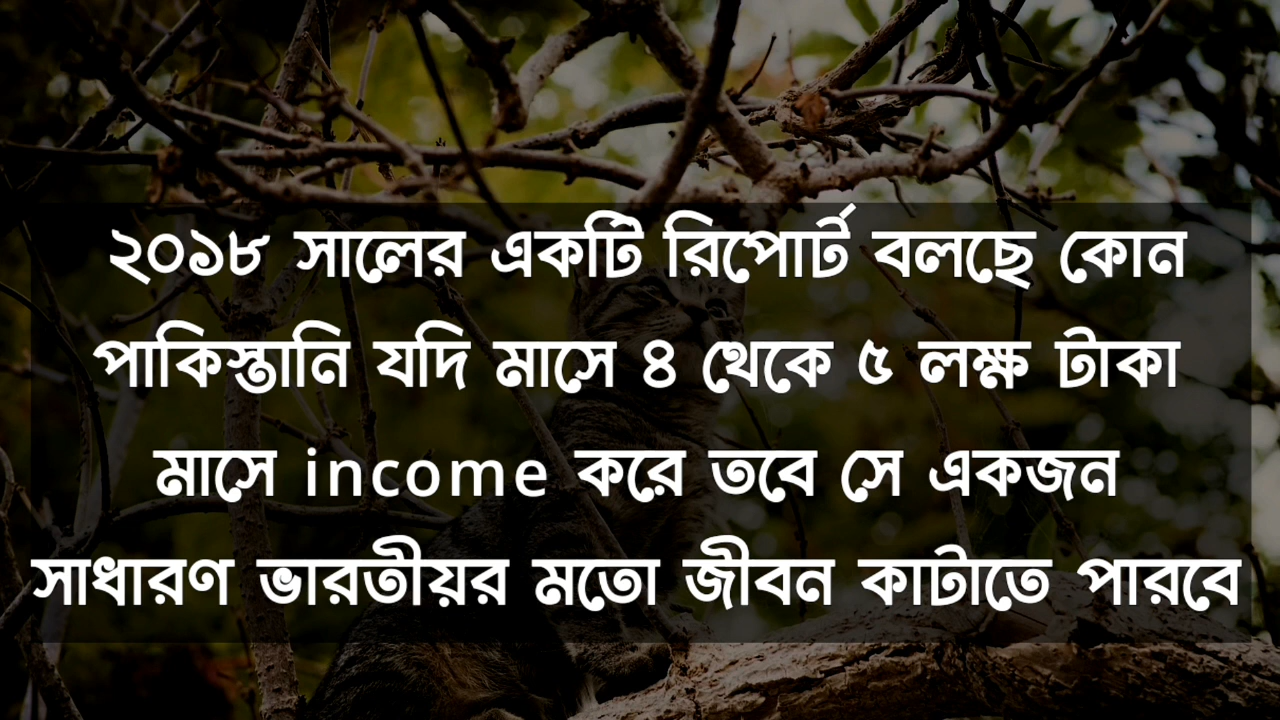 ২০১৮ সালের একটি রিপোর্ট বলছে কোন
পাকিস্তানি যদি মাসে ৪ থেকে ৫ লক্ষ টাকা
মাসে income করে তবে সে একজন
সাধারণ ভারতীয়র মতো জীবন কাটাতে পারবে